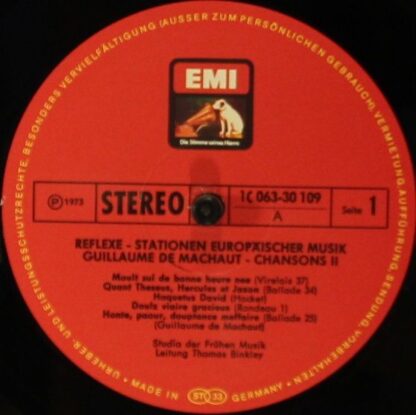 URHEBER- UND LEISTUNGSSCHUTZRECHTE, BESONDERS VERVIELFÄLTIGUNG (AUSSER ZUM PERSÖNLICHEN GEBRAUCH), VERMIETUNG, AUFFÜHRUNG, SENDUNG, VORBEHALTEN
EMI
Die Stimme seines Herrn
Ⓟ 1973
STEREO
1C 063-30 109
A
Seite 1
REFLEXE - STATIONEN EUROPÄISCHER MUSIK
GUILLAUME DE MACHAUT - CHANSONS II
Moult sui de bonne heure nee (Virelais 37)
Quant Theseus, Hercules et Jason (Ballade 34)
Hoquetus David (Hocket)
Doulz viaire gracieus (Rondeau 1)
Honte, paour, doubtance meffaire (Ballade 25)
(Guillaume de Machaut)
Studio der Frühen Musik
Leitung Thomas Binkley
MADE IN GERMANY
ST 33